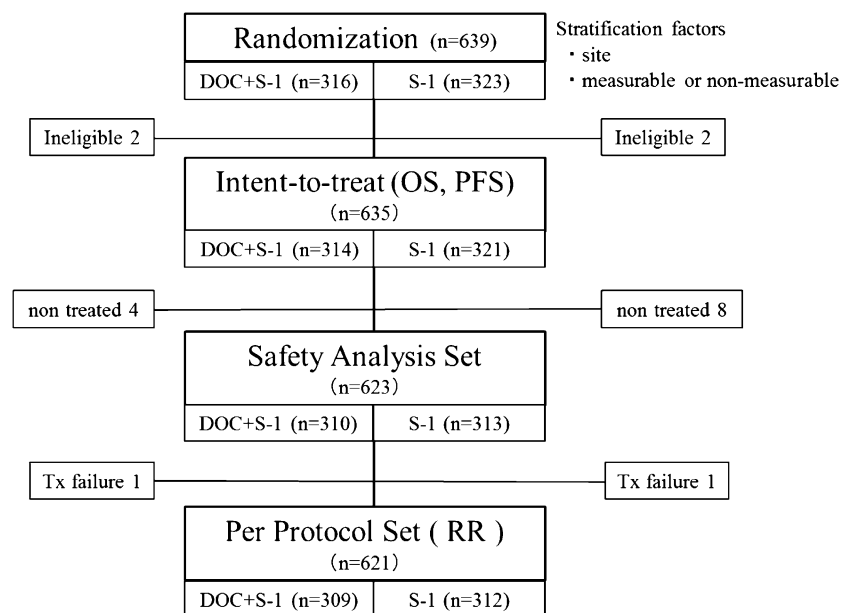 Randomization (n=639)
Stratification factors
・site
・measurable or non-measurable
DOC+S-1 (n=316) S-1 (n=323)
Ineligible 2
Ineligible 2
Intent-to-treat (OS, PFS)
(n=635)
DOC+S-1 (n=314) S-1 (n=321)
non treated 4
non treated 8
Safety Analysis Set
(n=623)
DOC+S-1 (n=310) S-1 (n=313)
Tx failure 1
Tx failure 1
Per Protocol Set ( RR )
(n=621)
DOC+S-1 (n=309) S-1 (n=312)